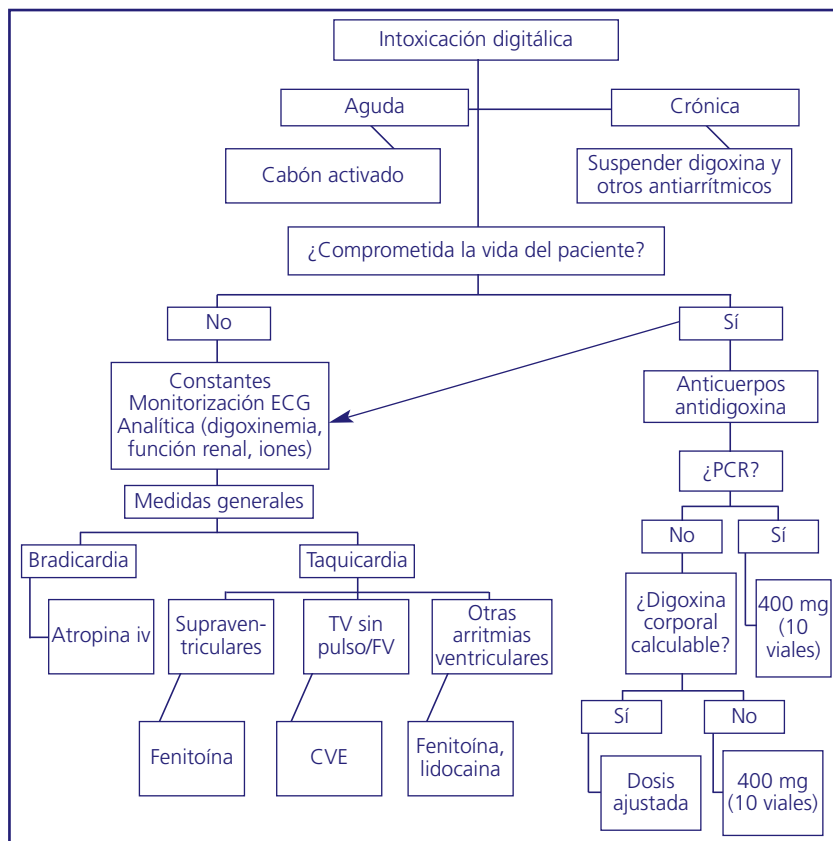 Intoxicación digitálica
Aguda
Crónica
Cabón activado
Suspender digoxina y
otros antiarrítmicos
¿Comprometida la vida del paciente?
No
Sí
Constantes
Monitorización ECG
Analítica (digoxinemia,
función renal, iones)
Anticuerpos
antidigoxina
¿PCR?
Medidas generales
No
Sí
Bradicardia
Taquicardia
Atropina iv
Supraven-
triculares
TV sin
pulso/FV
Otras
arritmias
ventriculares
¿Digoxina
corporal
calculable?
400 mg
(10
viales)
Sí
No
Fenitoína
CVE
Fenitoína,
lidocaina
Dosis
ajustada
400 mg
(10 viales)